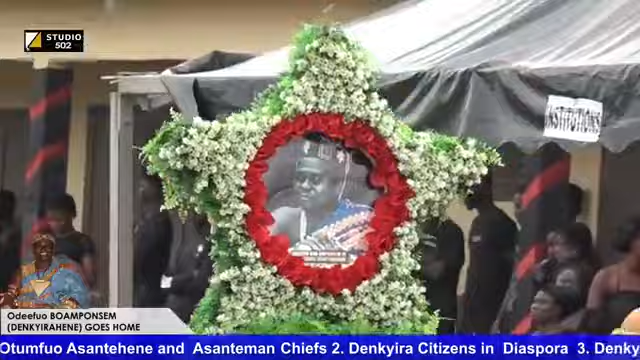 STUDIO
502
INSTITUTIONS
Odeefuo BOAMPONSEM
(DENKYIRAHENE) GOES HOME
Otumfuo Asantehene and Asanteman Chiefs 2. Denkyira Citizens in Diaspora 3. Denky